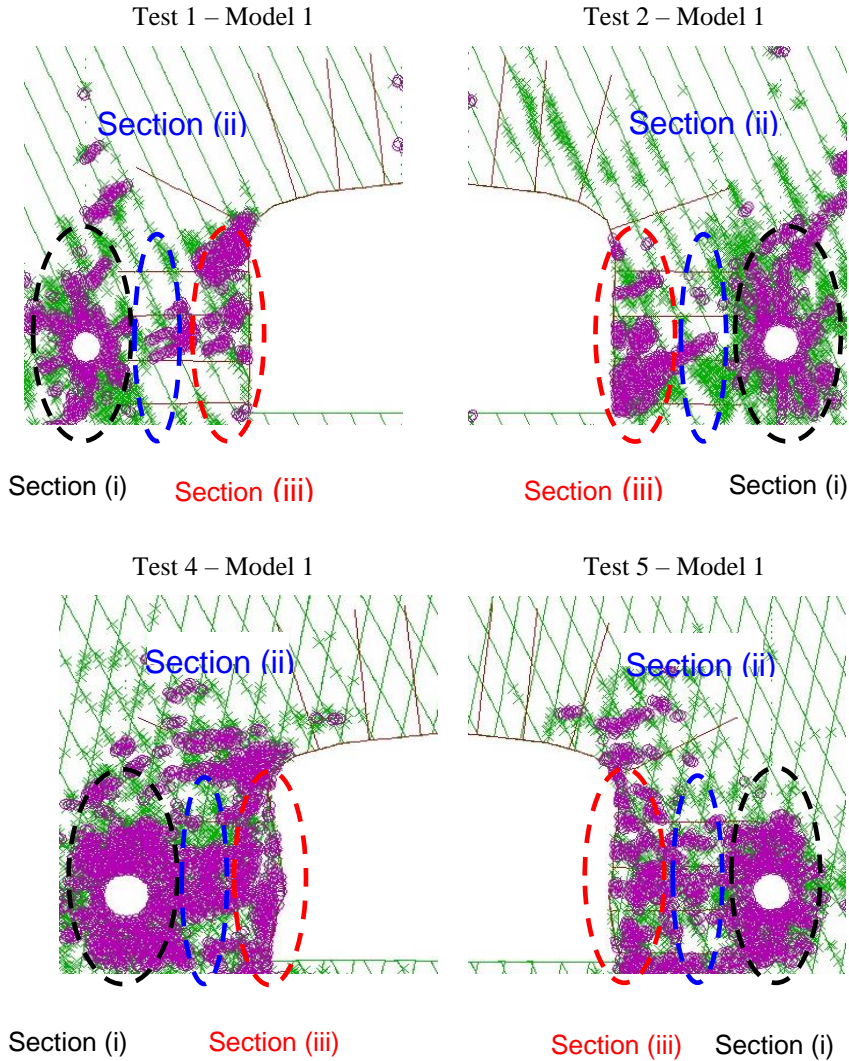 Test 1 – Model 1
Test 2 – Model 1
Section (ii)
Section (ii)
Section (i)
Section (iii)
Section (iii)
Section (i)
Test 4 – Model 1
Test 5 – Model 1
Section (ii)
Section (ii)
Section (i)
Section (iii)
Section (iii)
Section (i)